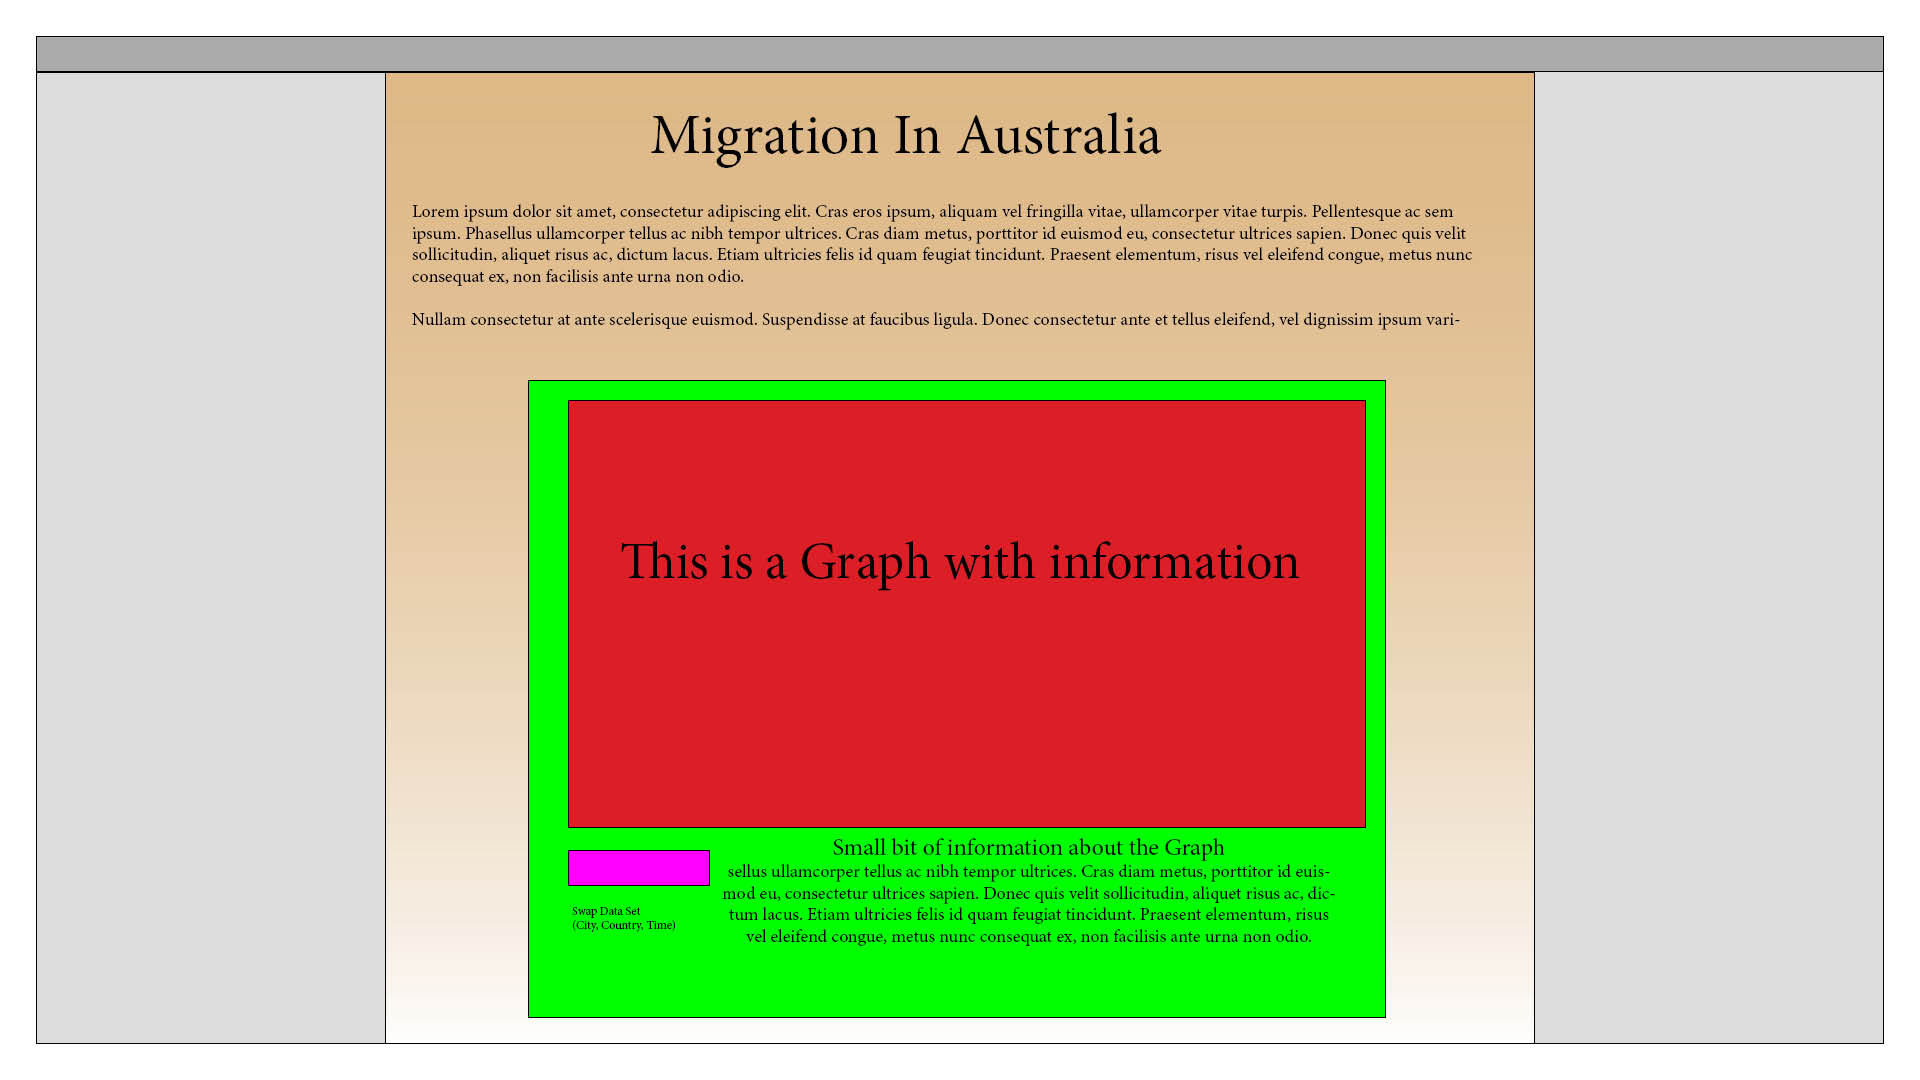 Migration In Australia
Lorem ipsum dolor sit amet, consectetur adipiscing elit. Cras eros ipsum, aliquam vel fringilla vitae, ullamcorper vitae turpis. Pellentesque ac sem
ipsum. Phasellus ullamcorper tellus ac nibh tempor ultrices. Cras diam metus, porttitor id euismod eu, consectetur ultrices sapien. Donec quis velit
sollicitudin, aliquet risus ac, dictum lacus. Etiam ultricies felis id quam feugiat tincidunt. Praesent elementum, risus vel eleifend congue, metus nunc
consequat ex, non facilisis ante urna non odio.
Nullam consectetur at ante scelerisque euismod. Suspendisse at faucibus ligula. Donec consectetur ante et tellus eleifend, vel dignissim ipsum vari-
This is a Graph with information
Small bit of information about the Graph
sellus ullamcorper tellus ac nibh tempor ultrices. Cras diam metus, porttitor id euis-
mod eu, consectetur ultrices sapien. Donec quis velit sollicitudin, aliquet risus ac, dic-
tum lacus. Etiam ultricies felis id quam feugiat tincidunt. Praesent elementum, risus
vel eleifend congue, metus nunc consequat ex, non facilisis ante urna non odio.
Swap Data Set
(City, Country, Time)